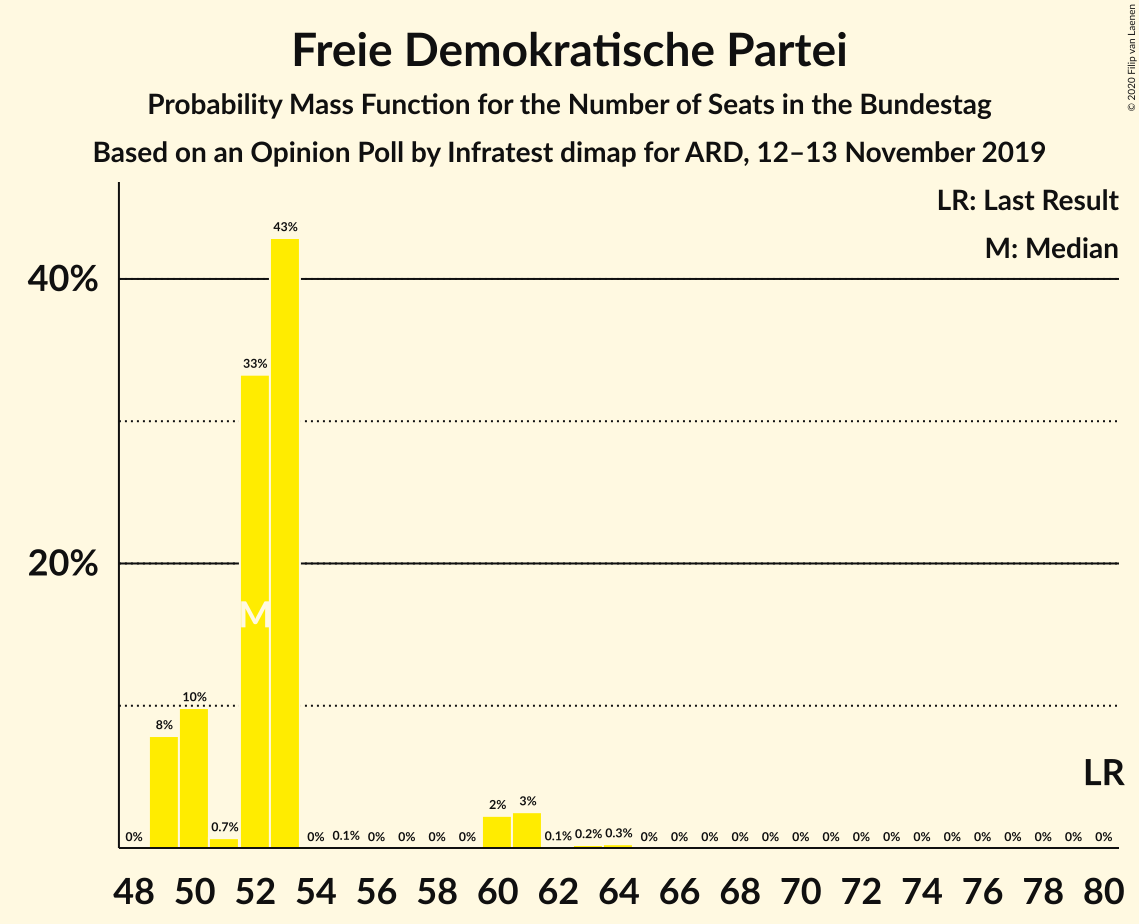 Freie Demokratische Partei
Probability Mass Function for the Number of Seats in the Bundestag
Based on an Opinion Poll by Infratest dimap for ARD, 12–13 November 2019
© 2020 Filip van Laenen
LR: Last Result
M: Median
40%
20%
0% 8% 10% 0.7% 33% 43% 0% 0.1% 0% 0% 0% 0% 2% 3% 0.1% 0.2% 0.3% 0% 0% 0% 0% 0% 0% 0% 0% 0% 0% 0% 0% 0% 0% 0% 0%
M
LR
48 50 52 54 56 58 60 62 64 66 68 70 72 74 76 78 80